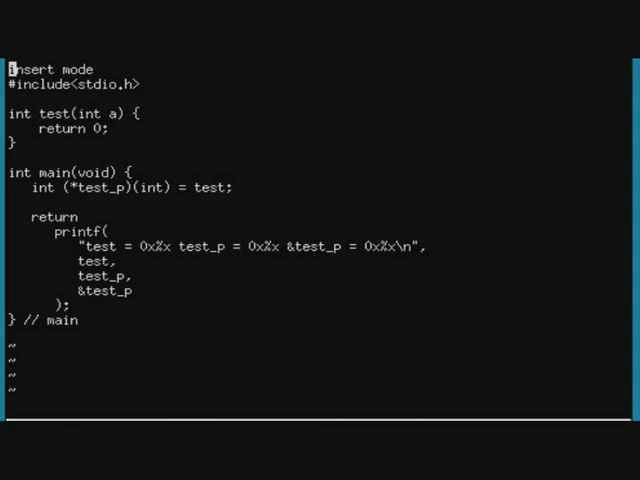 insert mode
#include<stdio.h>
int test(int a) {
return 0;
}
int main(void) {
int (*test_p)(int) = test;
return
printf(
"test = 0x%x test_p = 0x%x &test_p = 0x%x\n",
test,
test_p,
&test_p
);
} // main
~
~
~
~